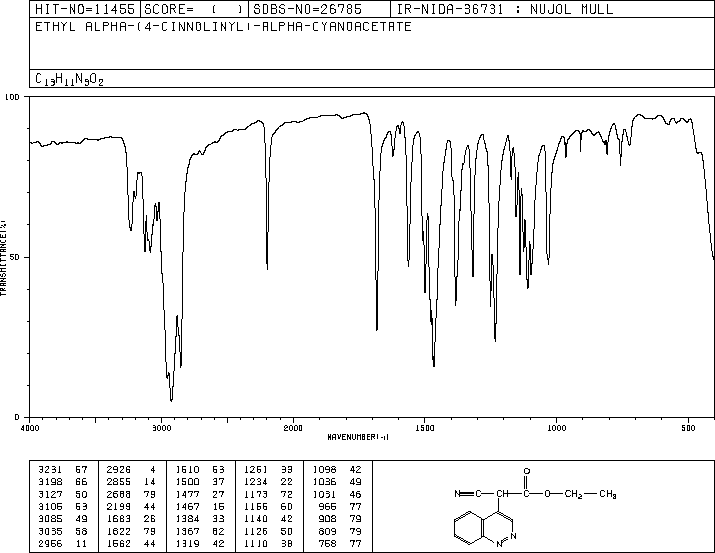 HIT-NO=11455 SCORE= ( ) SDBS-NO=26785 IR-NIDA-36731 : NUJOL MULL
ETHYL ALPHA-(4-CINNOLINYL)-ALPHA-CYANOACETATE
C13H11N3O2
100
50
0
TRANSMITTANCE(%)
4000 3000 2000 1500 1000 500
WAVENUMBER(-1)
3231 57 2926 4 1610 53 1261 33 1098 42
3198 66 2855 14 1500 37 1234 22 1036 49
3127 50 2688 79 1477 27 1173 72 1031 46
3105 53 2199 44 1467 15 1156 60 966 77
3085 49 1683 26 1384 33 1140 42 908 79
3035 58 1622 79 1367 82 1126 50 809 79
2956 11 1562 44 1319 42 1110 38 758 77
O
N C CH C O CH2 CH3
N N